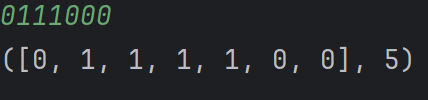 0111000
([0, 1, 1, 1, 1, 0, 0], 5)